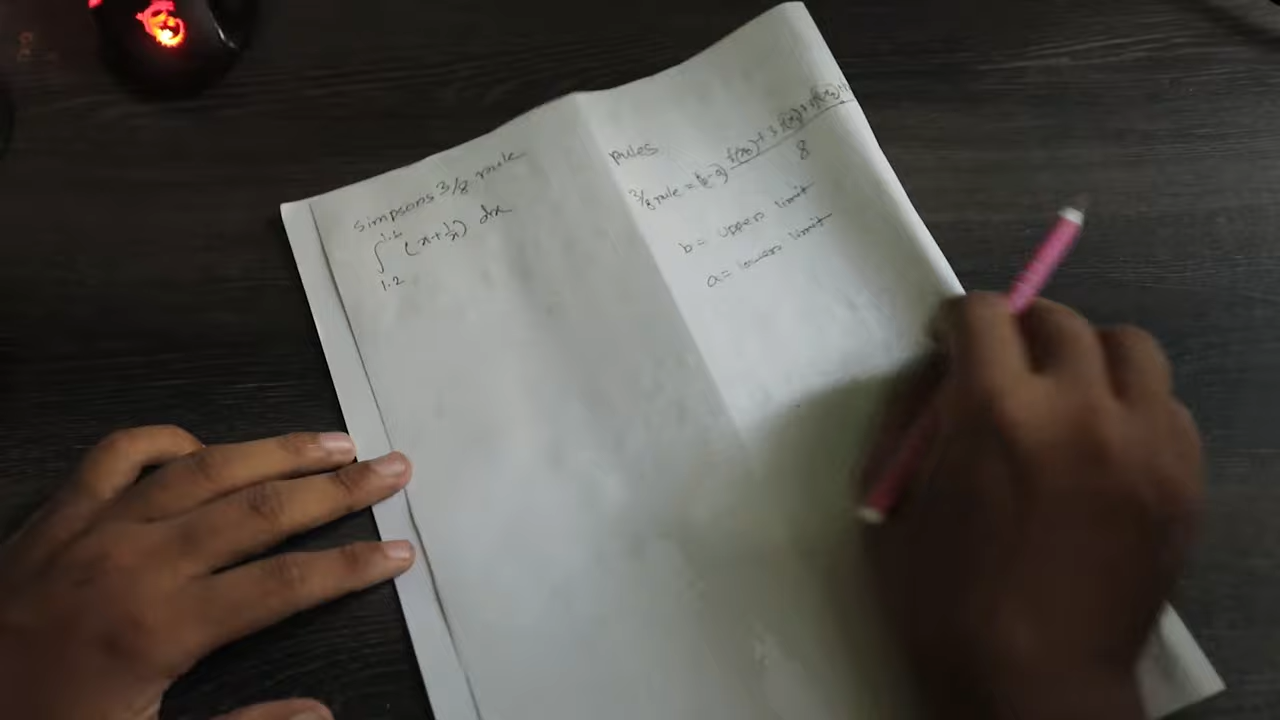 simpsons 3/8 rule
∫ 1.2 (x+1/x) dx
rules
3/8 rule = (b-a) f(x0)+3f(x1)+3f(x2)+ / 8
b= upper limit
a= lower limit